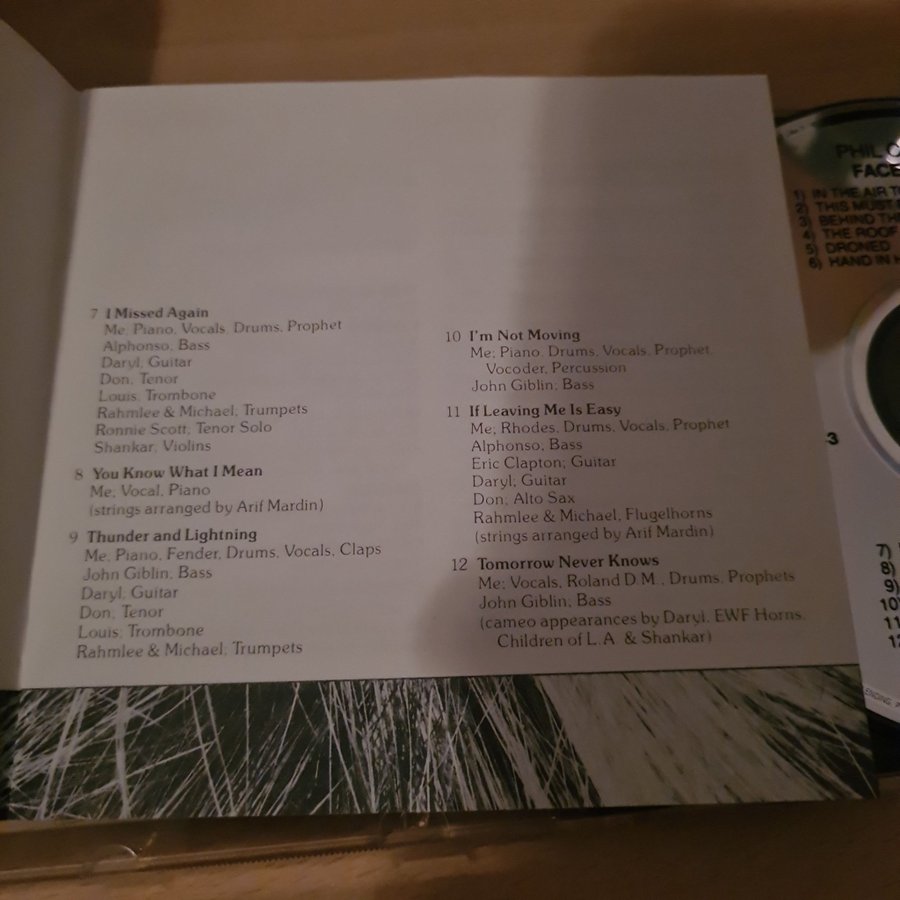 7 I Missed Again
Me; Piano, Vocals, Drums, Prophet
Alphonso, Bass
Daryl, Guitar
Don; Tenor
Louis, Trombone
Rahmlee & Michael; Trumpets
Ronnie Scott; Tenor Solo
Shankar, Violins
8 You Know What I Mean
Me; Vocal, Piano
(strings arranged by Arif Mardin)
9 Thunder and Lightning
Me; Piano, Fender, Drums, Vocals, Claps
John Giblin; Bass
Daryl; Guitar
Don; Tenor
Louis; Trombone
Rahmlee & Michael; Trumpets
10 I'm Not Moving
Me; Piano, Drums, Vocals, Prophet,
Vocoder, Percussion
John Giblin; Bass
11 If Leaving Me Is Easy
Me; Rhodes, Drums, Vocals, Prophet
Alphonso, Bass
Eric Clapton; Guitar
Daryl; Guitar
Don; Alto Sax
Rahmlee & Michael, Flugelhorns
(strings arranged by Arif Mardin)
12 Tomorrow Never Knows
Me; Vocals, Roland D.M., Drums, Prophets
John Giblin; Bass
(cameo appearances by Daryl, EWF Horns,
Children of L.A. & Shankar)
PHIL
FACE
1) IN THE AIR
2) THIS MUST
3) BEHIND
4) THE ROOF
5) DRONED
6) HAND IN
3
7)
8)
9)
10)
11